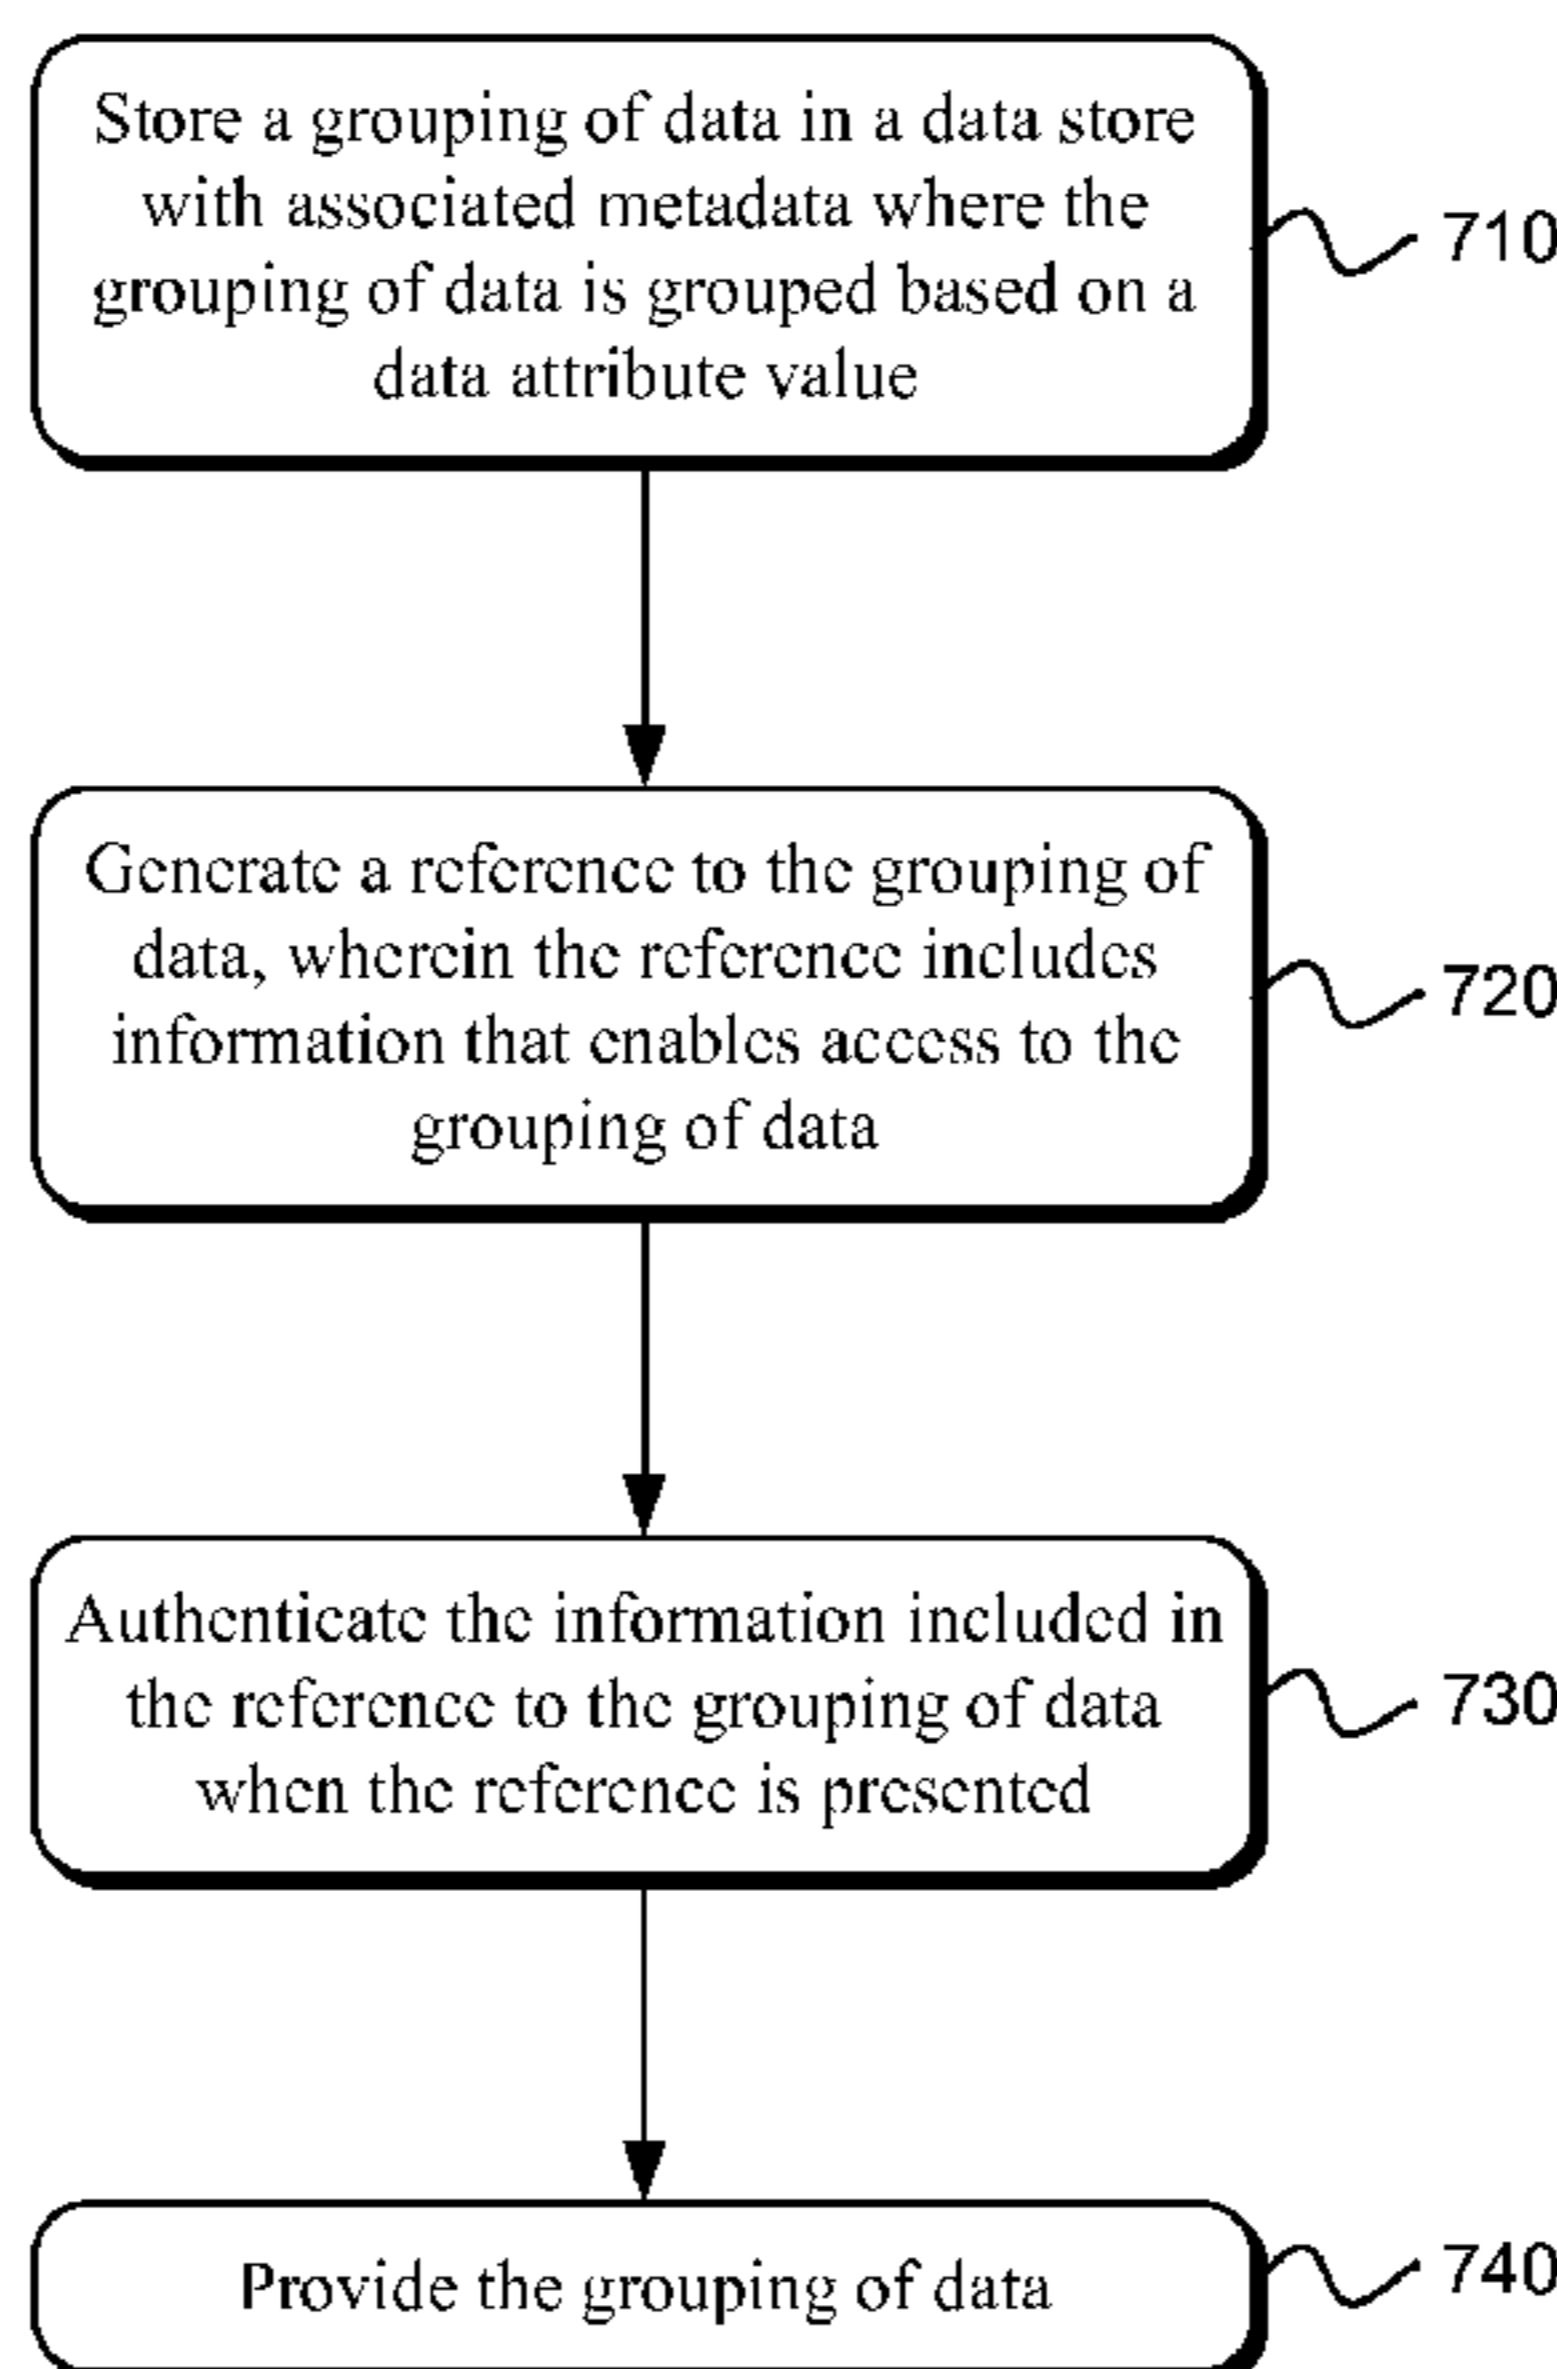 Store a grouping of data in a data store
with associated metadata where the
grouping of data is grouped based on a
data attribute value
710
Generate a reference to the grouping of
data, wherein the reference includes
information that enables access to the
grouping of data
720
Authenticate the information included in
the reference to the grouping of data
when the reference is presented
730
Provide the grouping of data
740